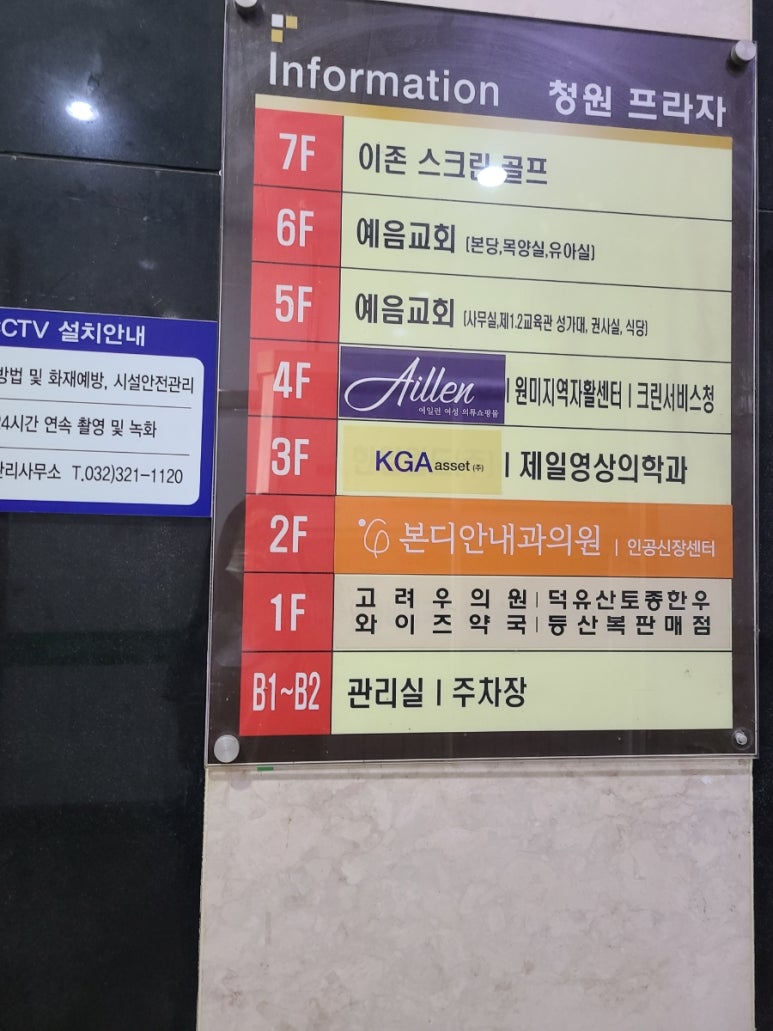 Information 청원 프라자
7F 이존 스크린 골프
6F 예음교회 (본당,목양실,유아실)
5F 예음교회 (사무실,제1.2교육관 성가대, 권사실, 식당)
4F Aillen 에일린 여성 의류쇼핑몰 | 원미지역자활센터 | 크린서비스청
3F KGA asset (주) | 제일영상의학과
2F 본디안내과의원 | 인공신장센터
1F 고려우의원 | 덕유산토종한우
와이즈약국 | 등산복판매점
B1~B2 관리실 | 주차장
CCTV 설치안내
방법 및 화재예방, 시설안전관리
24시간 연속 촬영 및 녹화
관리사무소 T.032)321-1120